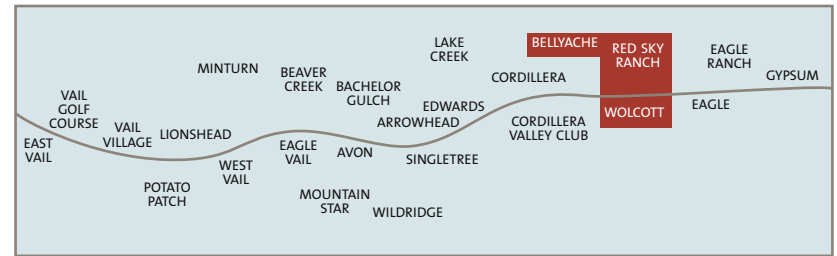 EAST
VAIL
VAIL
GOLF
COURSE
VAIL
VILLAGE
LIONSHEAD
POTATO
PATCH
MINTURN
WEST
VAIL
BEAVER
CREEK
EAGLE
VAIL
MOUNTAIN
STAR
BACHELOR
GULCH
AVON
WILDRIDGE
ARROWHEAD
SINGLETREE
EDWARDS
LAKE
CREEK
CORDILLERA
CORDILLERA
VALLEY CLUB
BELLYACHE
RED SKY
RANCH
WOLCOTT
EAGLE
RANCH
EAGLE
GYPSUM